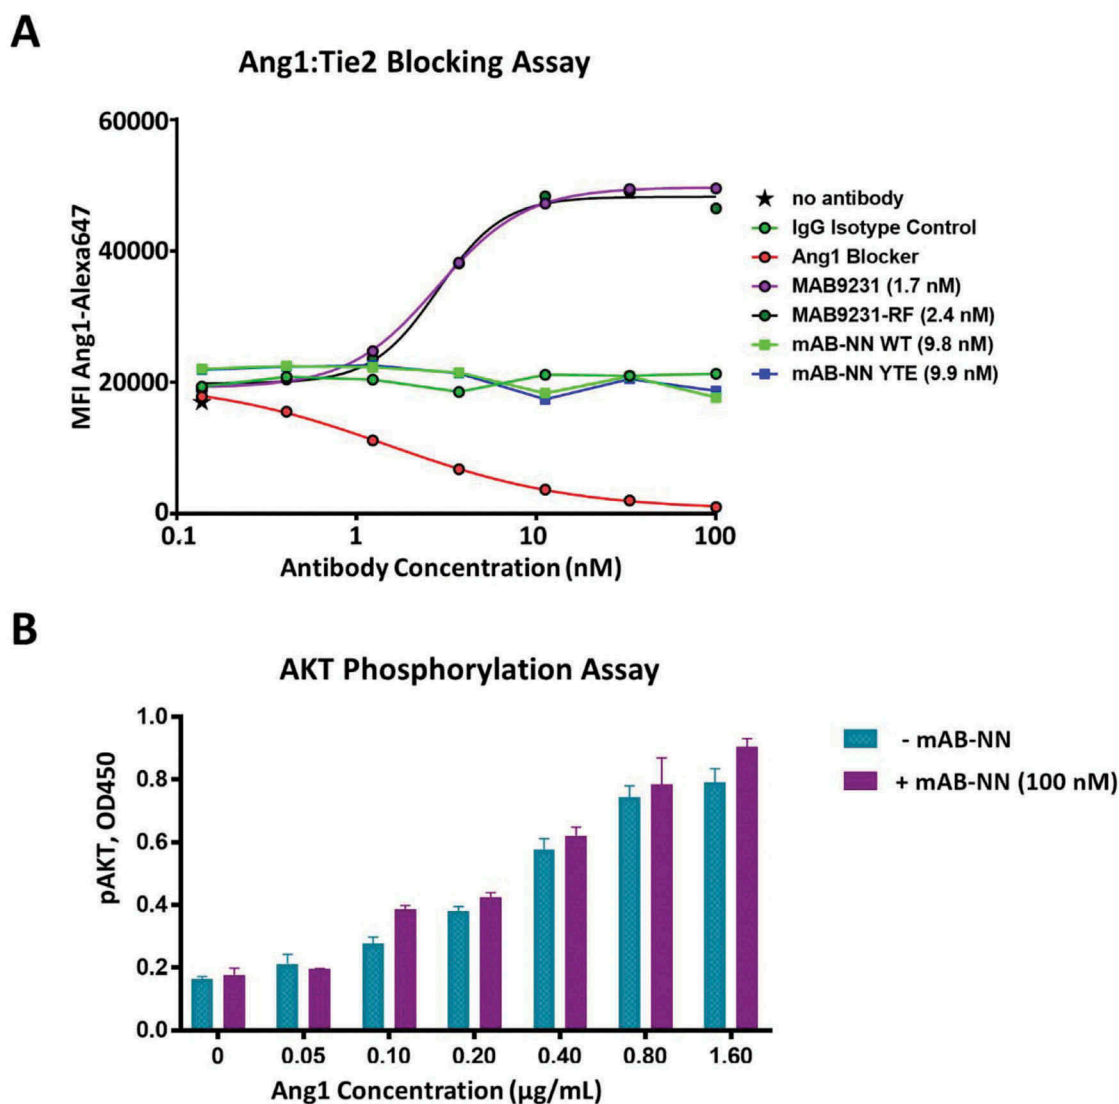 A
Ang1:Tie2 Blocking Assay
60000
40000
20000
0
MFI Ang1-Alexa647
0.1 1 10 100
Antibody Concentration (nM)
no antibody
IgG Isotype Control
Ang1 Blocker
MAB9231 (1.7 nM)
MAB9231-RF (2.4 nM)
mAB-NN WT (9.8 nM)
mAB-NN YTE (9.9 nM)
B
AKT Phosphorylation Assay
1.0
0.8
0.6
0.4
0.2
0.0
pAKT, OD450
0 0.05 0.10 0.20 0.40 0.80 1.60
Ang1 Concentration (µg/mL)
- mAB-NN
+ mAB-NN (100 nM)